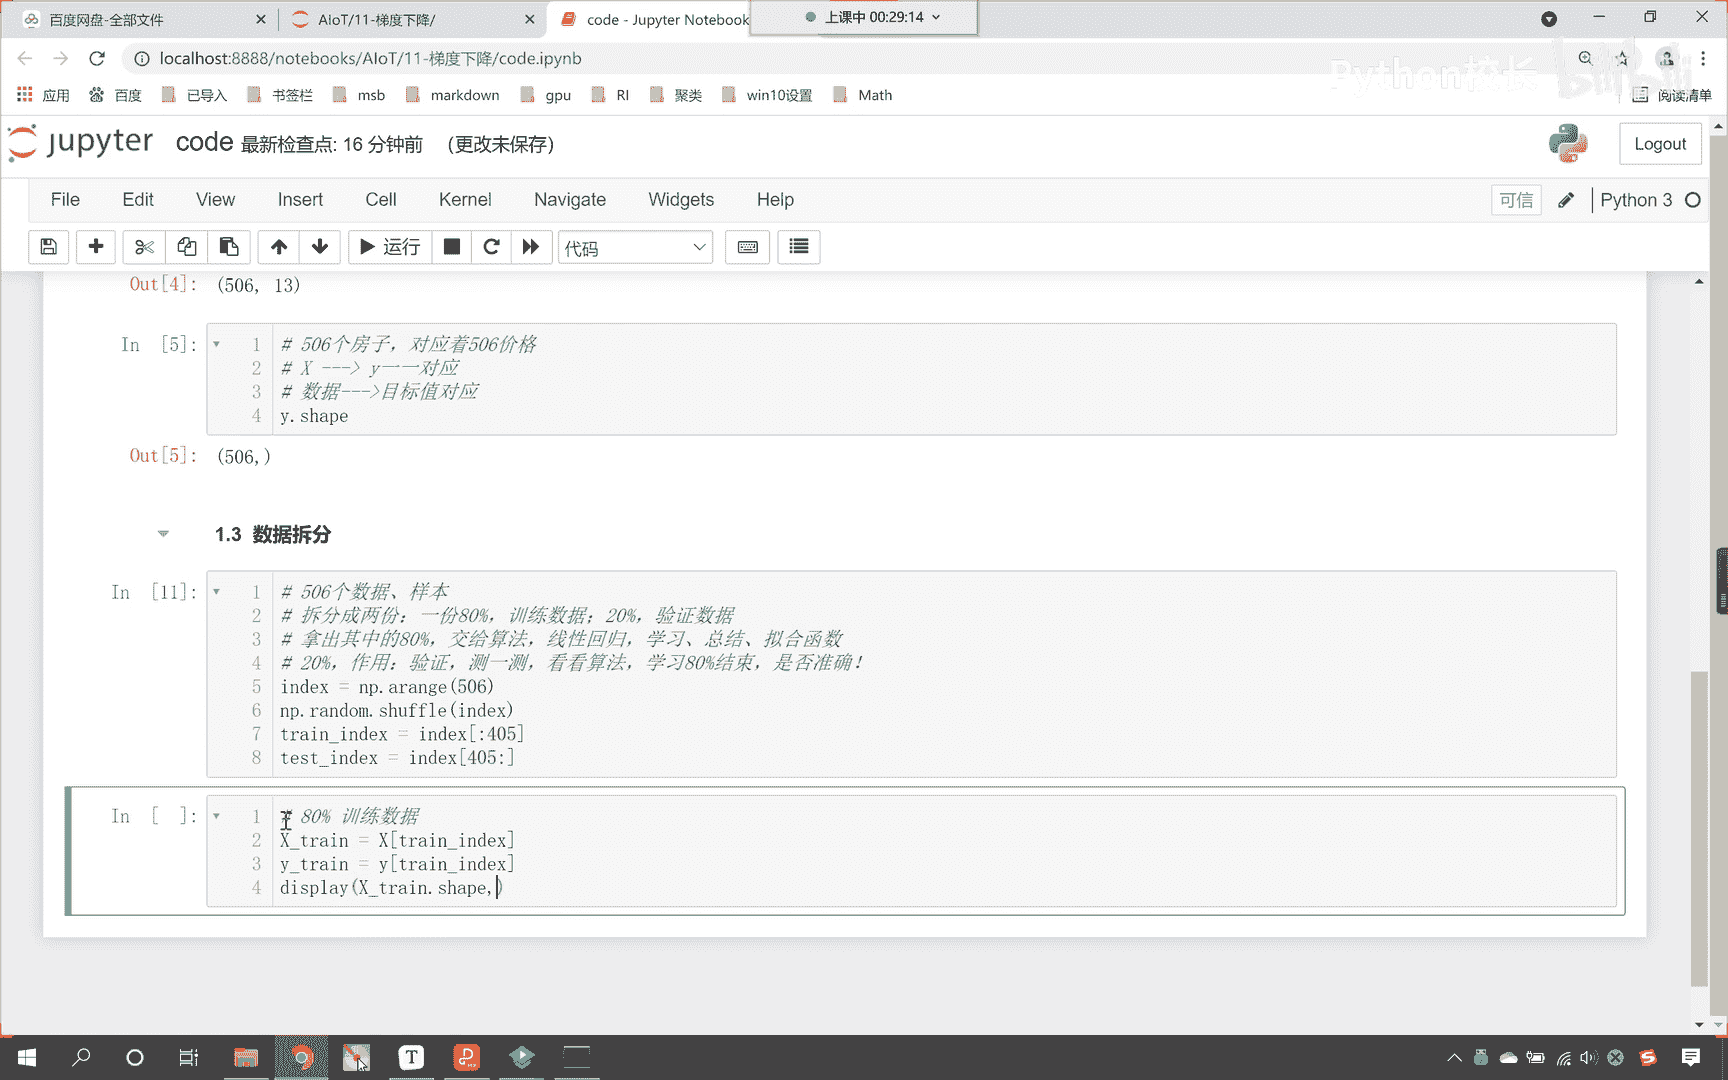 百度网盘-全部文件
AIoT/11-梯度下降/
code - Jupyter Notebook
上课中 00:29:14
localhost:8888/notebooks/AIoT/11-梯度下降/code.ipynb
Python校长 bilibili
应用 百度 已导入 书签栏 msb markdown gpu RI 聚类 win10设置 Math 阅读清单
jupyter code 最新检查点: 16 分钟前 (更改未保存)
Logout
File Edit View Insert Cell Kernel Navigate Widgets Help
可信 Python 3
运行 代码
Out[4]: (506, 13)
In [5]:
1 # 506个房子，对应着506价格
2 # X ---> y一一对应
3 # 数据--->目标值对应
4 y.shape
Out[5]: (506,)
1.3 数据拆分
In [11]:
1 # 506个数据、样本
2 # 拆分成两份：一份80%，训练数据；20%，验证数据
3 # 拿出其中的80%，交给算法，线性回归，学习、总结、拟合函数
4 # 20%，作用：验证，测一测，看看算法，学习80%结束，是否准确！
5 index = np.arange(506)
6 np.random.shuffle(index)
7 train_index = index[:405]
8 test_index = index[405:]
In [ ]:
1 # 80% 训练数据
2 X_train = X[train_index]
3 y_train = y[train_index]
4 display(X_train.shape,)